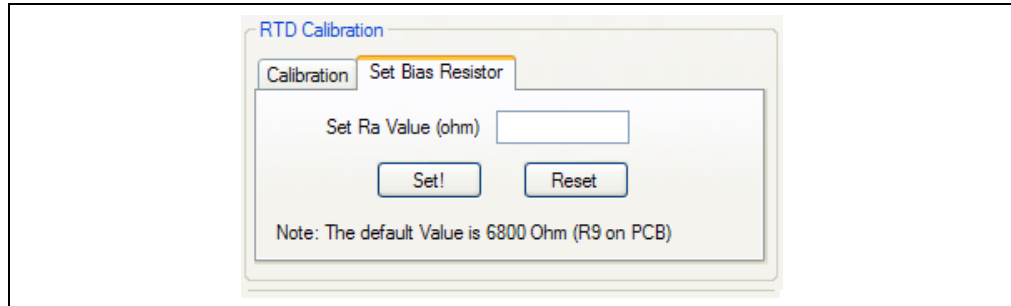 RTD Calibration
Calibration Set Bias Resistor
Set Ra Value (ohm)
Set! Reset
Note: The default Value is 6800 Ohm (R9 on PCB)